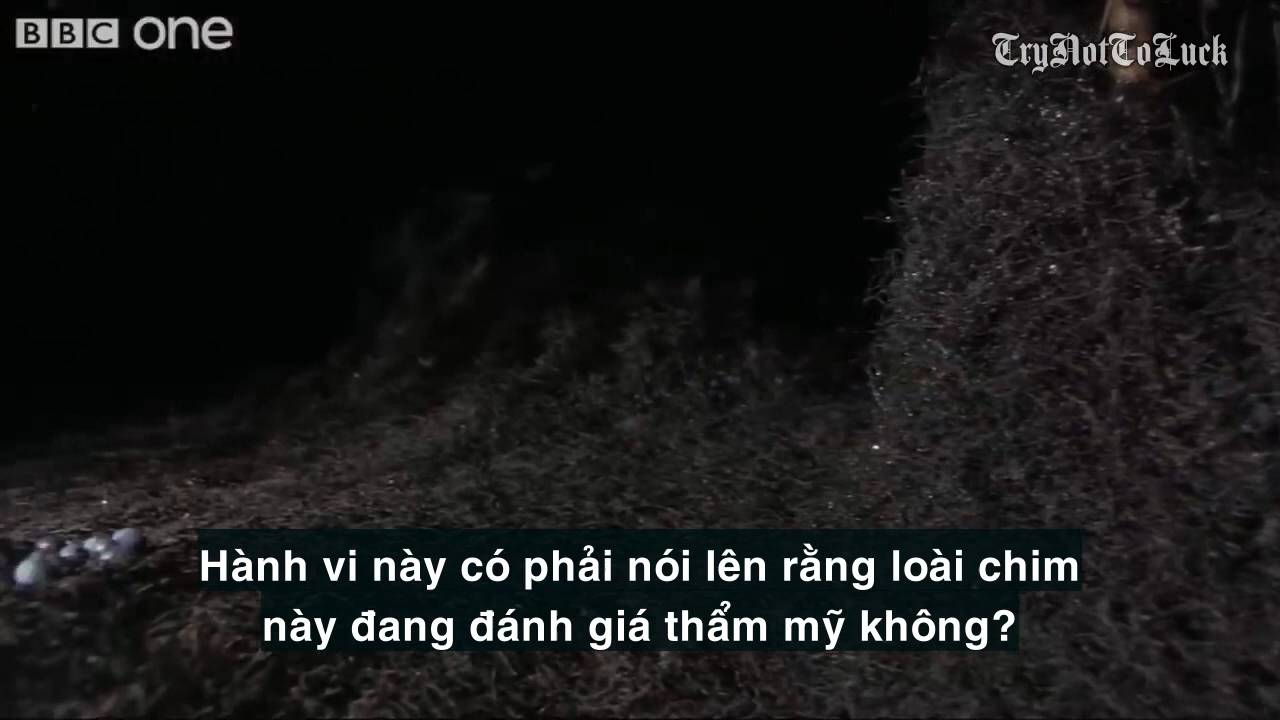 BBC one
TryNotToLuck
Hành vi này có phải nói lên rằng loài chim
này đang đánh giá thẩm mỹ không?